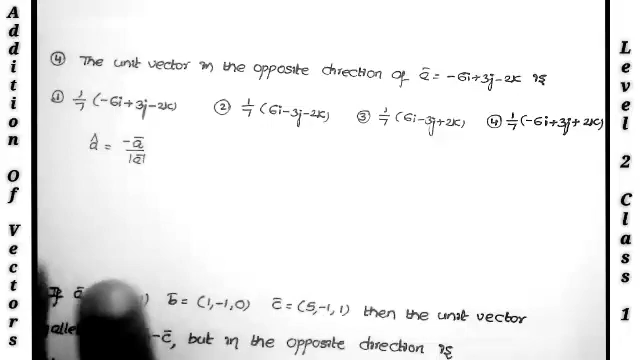 Addition Of Vectors
④ The unit vector in the opposite direction of a̅ = -6i+3j-2k is
① 1/7 (-6i+3j-2k) ② 1/7 (6i-3j-2k) ③ 1/7 (6i-3j+2k) ④ 1/7 (-6i+3j+2k)
â = -a̅/|a̅|
If a̅ ) b̅ = (1,-1,0) c̅ = (5,-1,1) then the unit vector
-c̅, but in the opposite direction is
Level 2 Class 1